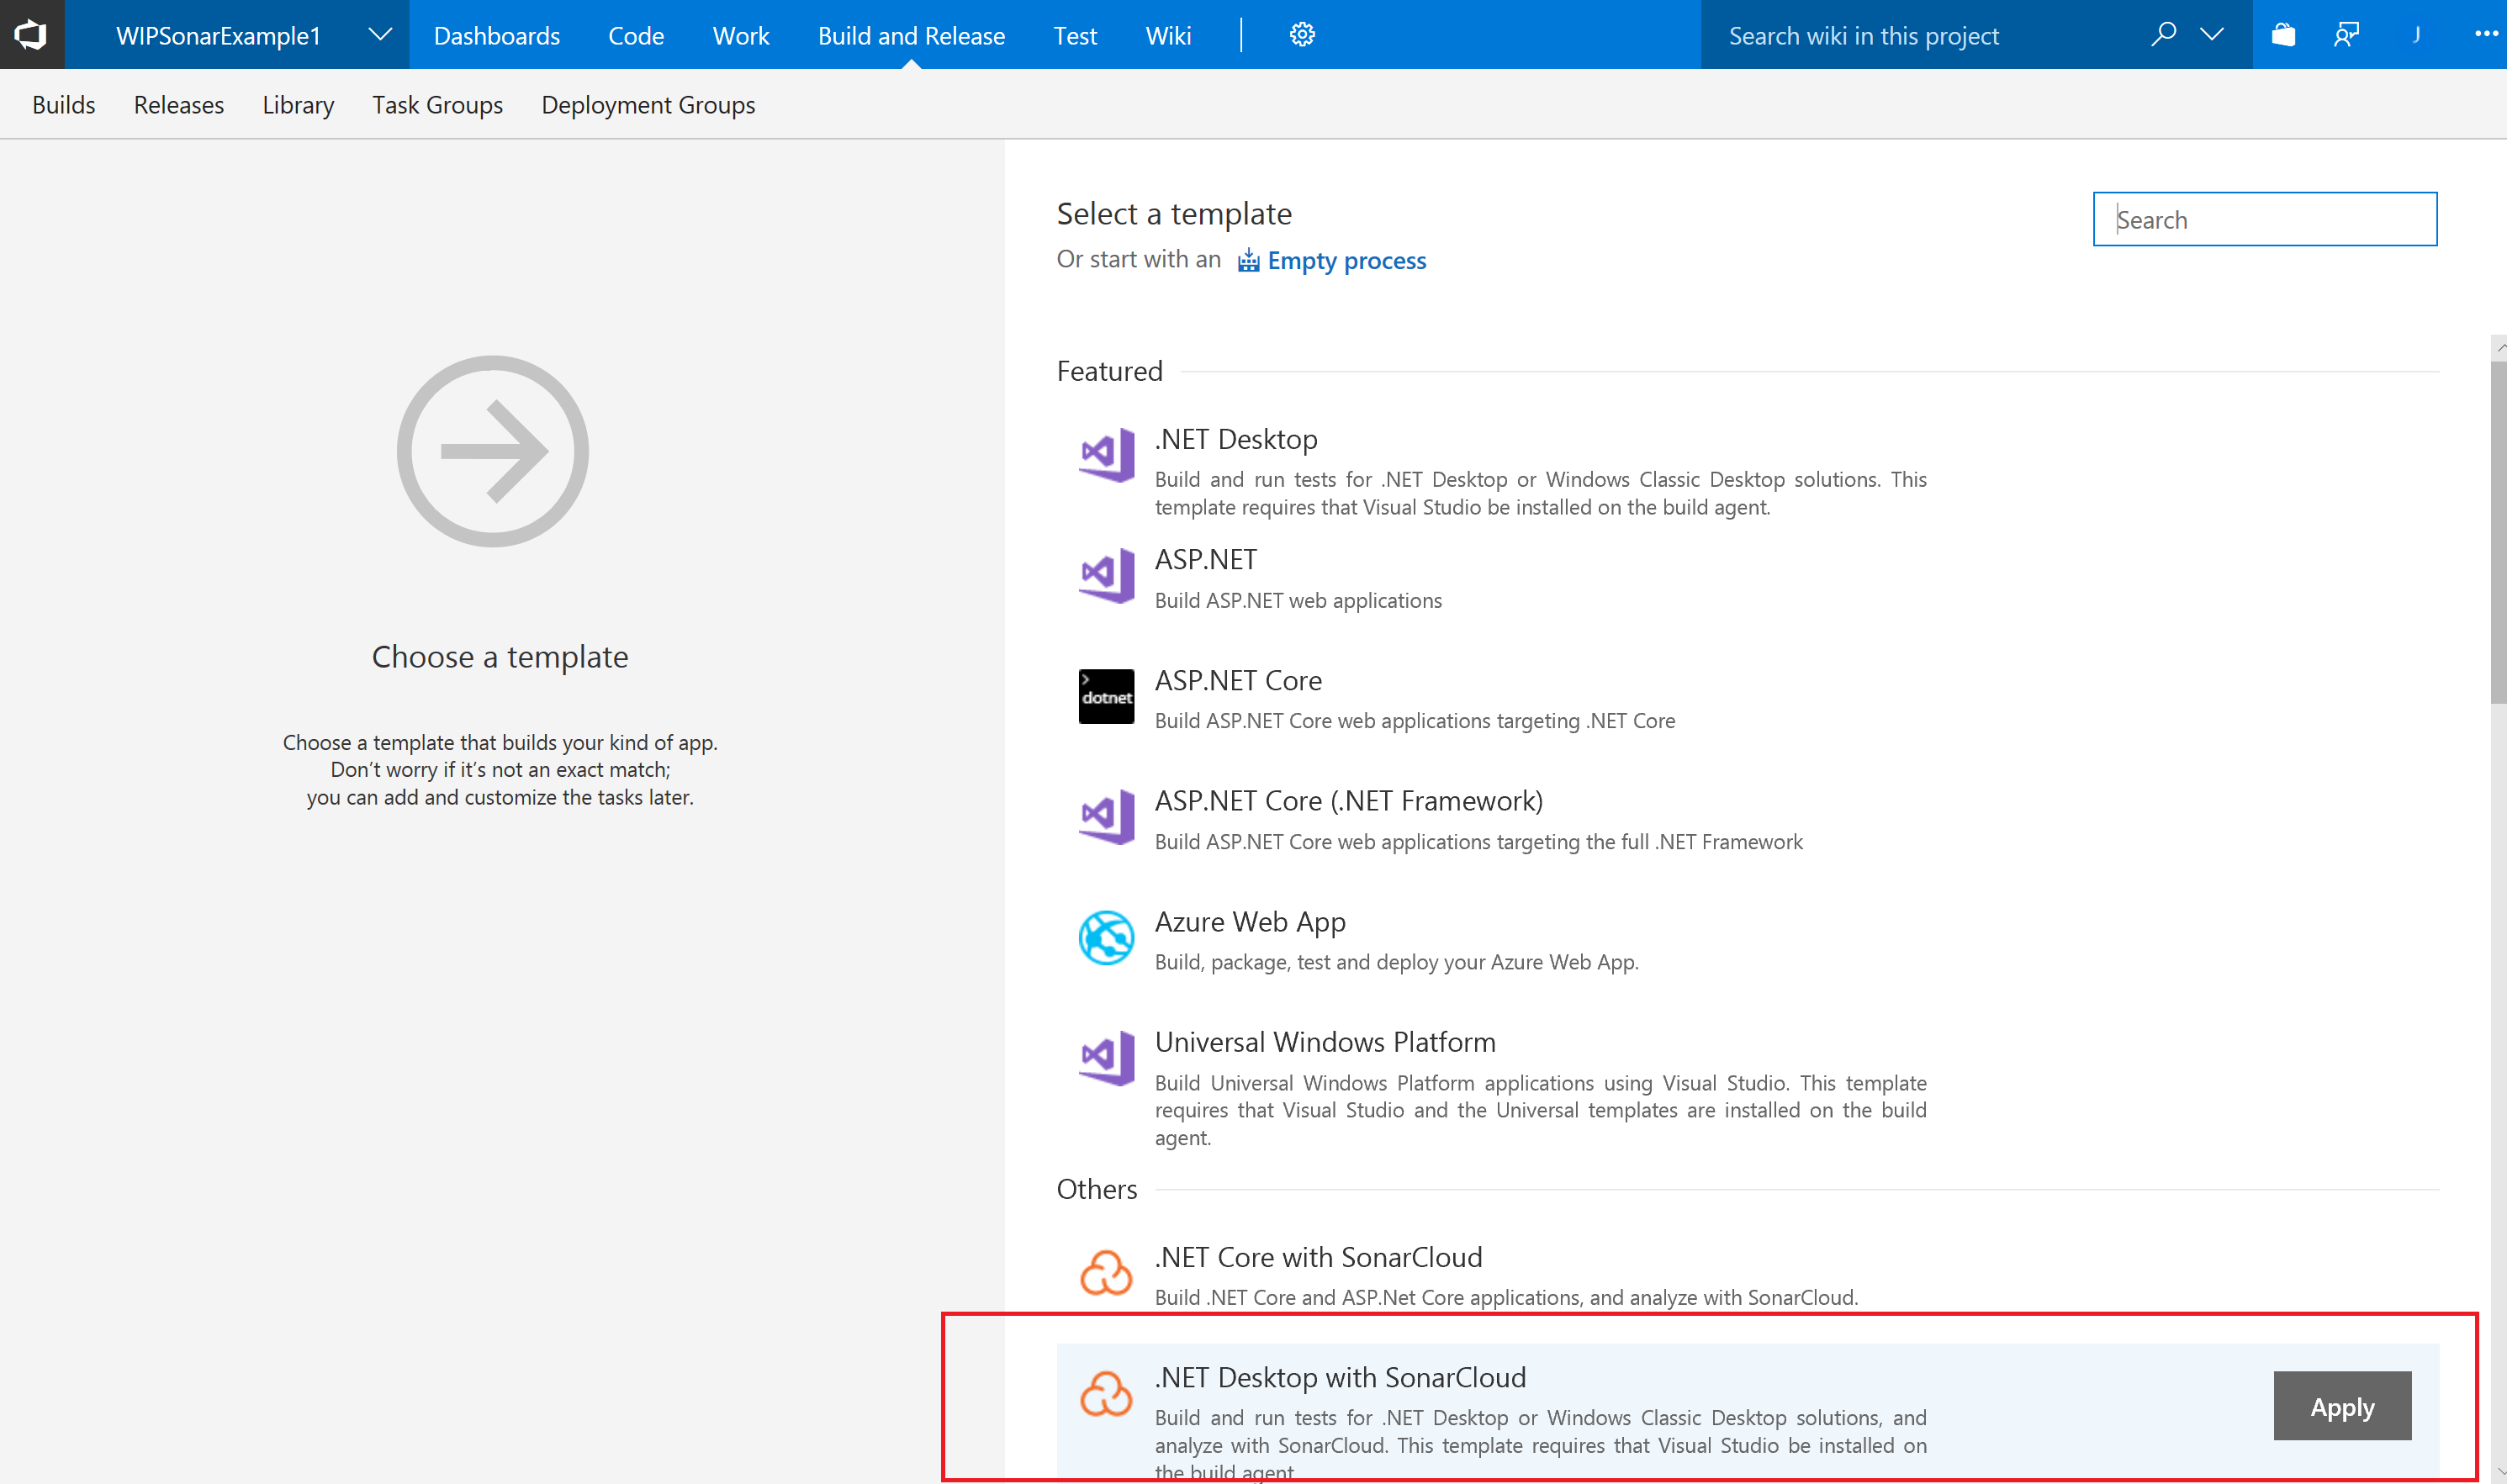 WIPSonarExample1 Dashboards Code Work Build and Release Test Wiki Search wiki in this project J
Builds Releases Library Task Groups Deployment Groups
Choose a template
Choose a template that builds your kind of app.
Don’t worry if it’s not an exact match;
you can add and customize the tasks later.
Select a template
Search
Or start with an Empty process
Featured
.NET Desktop
Build and run tests for .NET Desktop or Windows Classic Desktop solutions. This
template requires that Visual Studio be installed on the build agent.
ASP.NET
Build ASP.NET web applications
dotnet
ASP.NET Core
Build ASP.NET Core web applications targeting .NET Core
ASP.NET Core (.NET Framework)
Build ASP.NET Core web applications targeting the full .NET Framework
Azure Web App
Build, package, test and deploy your Azure Web App.
Universal Windows Platform
Build Universal Windows Platform applications using Visual Studio. This template
requires that Visual Studio and the Universal templates are installed on the build
agent.
Others
.NET Core with SonarCloud
Build .NET Core and ASP.Net Core applications, and analyze with SonarCloud.
.NET Desktop with SonarCloud
Build and run tests for .NET Desktop or Windows Classic Desktop solutions, and
analyze with SonarCloud. This template requires that Visual Studio be installed on
the build agent.
Apply